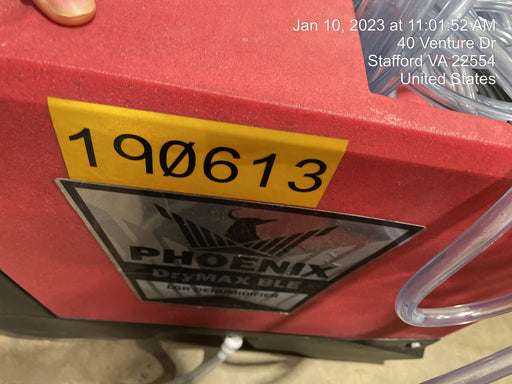 Jan 10, 2023 at 11:01:52 AM
40 Venture Dr
Stafford VA 22554
United States
190613
PHOENIX
DryMAX BLE
LGR DEHUMIDIFIER